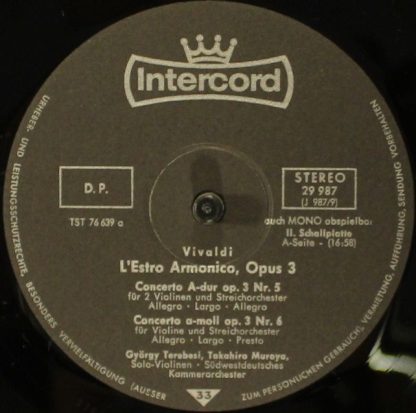 Intercord
D.P.
TST 76 639 a
STEREO
29 987
(J 987/9)
auch MONO abspielbar
II. Schallplatte
A-Seite - (16:58)
Vivaldi
L'Estro Armonico, Opus 3
Concerto A-dur op. 3 Nr. 5
für 2 Violinen und Streichorchester
Allegro - Largo - Allegro
Concerto a-moll op. 3 Nr. 6
für Violine und Streichorchester
Allegro - Largo - Presto
György Terebesi, Takahiro Muroya,
Solo-Violinen - Südwestdeutsches
Kammerorchester
33
URHEBER- UND LEISTUNGSSCHUTZRECHTE, BESONDERS VERVIELFÄLTIGUNG (AUSSER ZUM PERSÖNLICHEN GEBRAUCH), VERMIETUNG, AUFFÜHRUNG, SENDUNG VORBEHALTEN